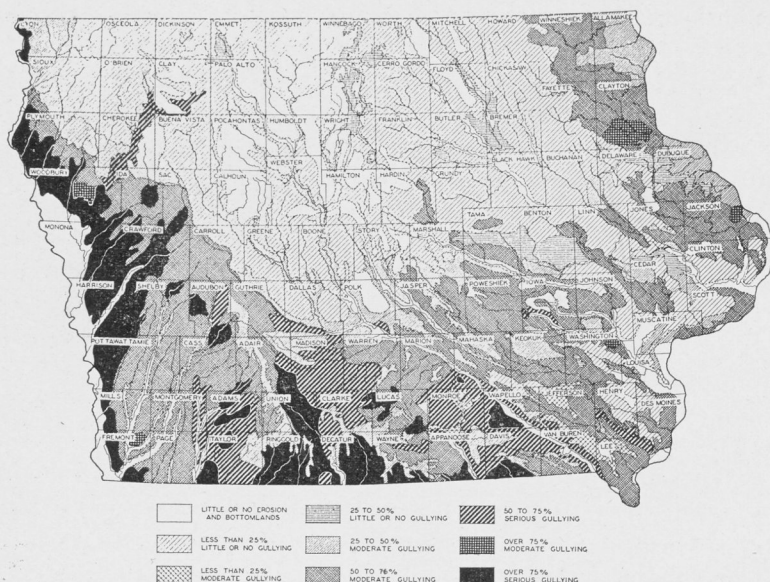 LYON OSCEOLA DICKINSON EMMET KOSSUTH WINNEBAGO WORTH MITCHELL HOWARD WINNESHIEK ALLAMAKEE
SIOUX O'BRIEN CLAY PALO ALTO HANCOCK CERRO GORDO FLOYD CHICKASAW
FAYETTE CLAYTON
PLYMOUTH CHEROKEE BUENA VISTA POCAHONTAS HUMBOLDT WRIGHT FRANKLIN BUTLER BREMER
WOODBURY IDA SAC CALHOUN WEBSTER HAMILTON HARDIN GRUNDY BLACK HAWK BUCHANAN DELAWARE DUBUQUE
MONONA CRAWFORD CARROLL GREENE BOONE STORY MARSHALL TAMA BENTON LINN JONES JACKSON
CLINTON
CEDAR
HARRISON SHELBY AUDUBON GUTHRIE DALLAS POLK JASPER POWESHIEK IOWA JOHNSON SCOTT
MUSCATINE
POTTAWATTAMIE CASS ADAIR MADISON WARREN MARION MAHASKA KEOKUK WASHINGTON
LOUISA
MILLS MONTGOMERY ADAMS UNION CLARKE LUCAS MONROE WAPELLO JEFFERSON HENRY DES MOINES
FREMONT PAGE TAYLOR RINGGOLD DECATUR WAYNE APPANOOSE DAVIS VAN BUREN LEE
LITTLE OR NO EROSION
AND BOTTOMLANDS
25 TO 50%
LITTLE OR NO GULLYING
50 TO 75%
SERIOUS GULLYING
LESS THAN 25%
LITTLE OR NO GULLYING
25 TO 50%
MODERATE GULLYING
OVER 75%
MODERATE GULLYING
LESS THAN 25%
MODERATE GULLYING
50 TO 76%
MODERATE GULLYING
OVER 75%
SERIOUS GULLYING